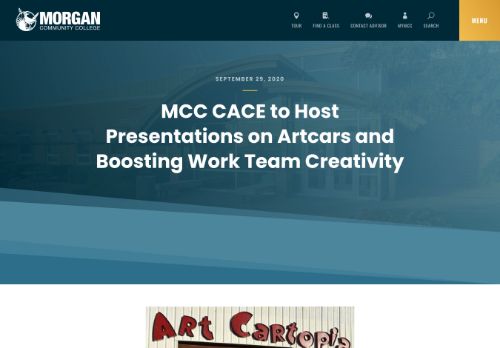 MORGAN
COMMUNITY COLLEGE
TOUR
FIND A CLASS
CONTACT ADVISOR
MYMCC
SEARCH
MENU
SEPTEMBER 29, 2020
MCC CACE to Host
Presentations on Artcars and
Boosting Work Team Creativity
ART CARTOPIA